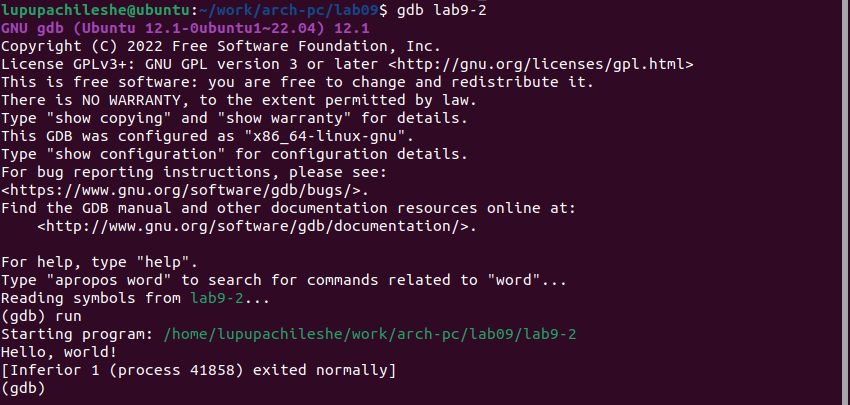 lupupachileshe@ubuntu:~/work/arch-pc/lab09$ gdb lab9-2
GNU gdb (Ubuntu 12.1-0ubuntu1~22.04) 12.1
Copyright (C) 2022 Free Software Foundation, Inc.
License GPLv3+: GNU GPL version 3 or later <http://gnu.org/licenses/gpl.html>
This is free software: you are free to change and redistribute it.
There is NO WARRANTY, to the extent permitted by law.
Type "show copying" and "show warranty" for details.
This GDB was configured as "x86_64-linux-gnu".
Type "show configuration" for configuration details.
For bug reporting instructions, please see:
<https://www.gnu.org/software/gdb/bugs/>.
Find the GDB manual and other documentation resources online at:
    <http://www.gnu.org/software/gdb/documentation/>.

For help, type "help".
Type "apropos word" to search for commands related to "word"...
Reading symbols from lab9-2...
(gdb) run
Starting program: /home/lupupachileshe/work/arch-pc/lab09/lab9-2
Hello, world!
[Inferior 1 (process 41858) exited normally]
(gdb)